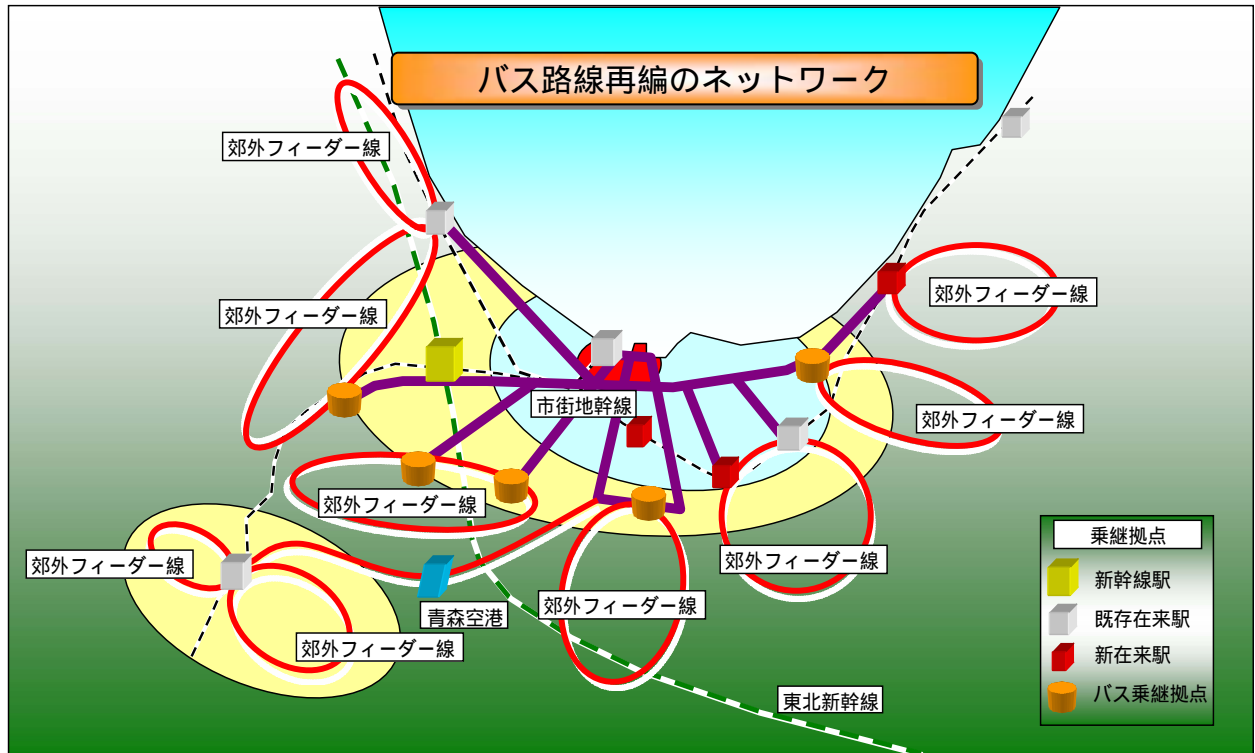 バス路線再編のネットワーク
郊外フィーダー線
郊外フィーダー線
郊外フィーダー線
郊外フィーダー線
市街地幹線
郊外フィーダー線
郊外フィーダー線
郊外フィーダー線
郊外フィーダー線
郊外フィーダー線
青森空港
東北新幹線
乗継拠点
新幹線駅
既存在来駅
新在来駅
バス乗継拠点